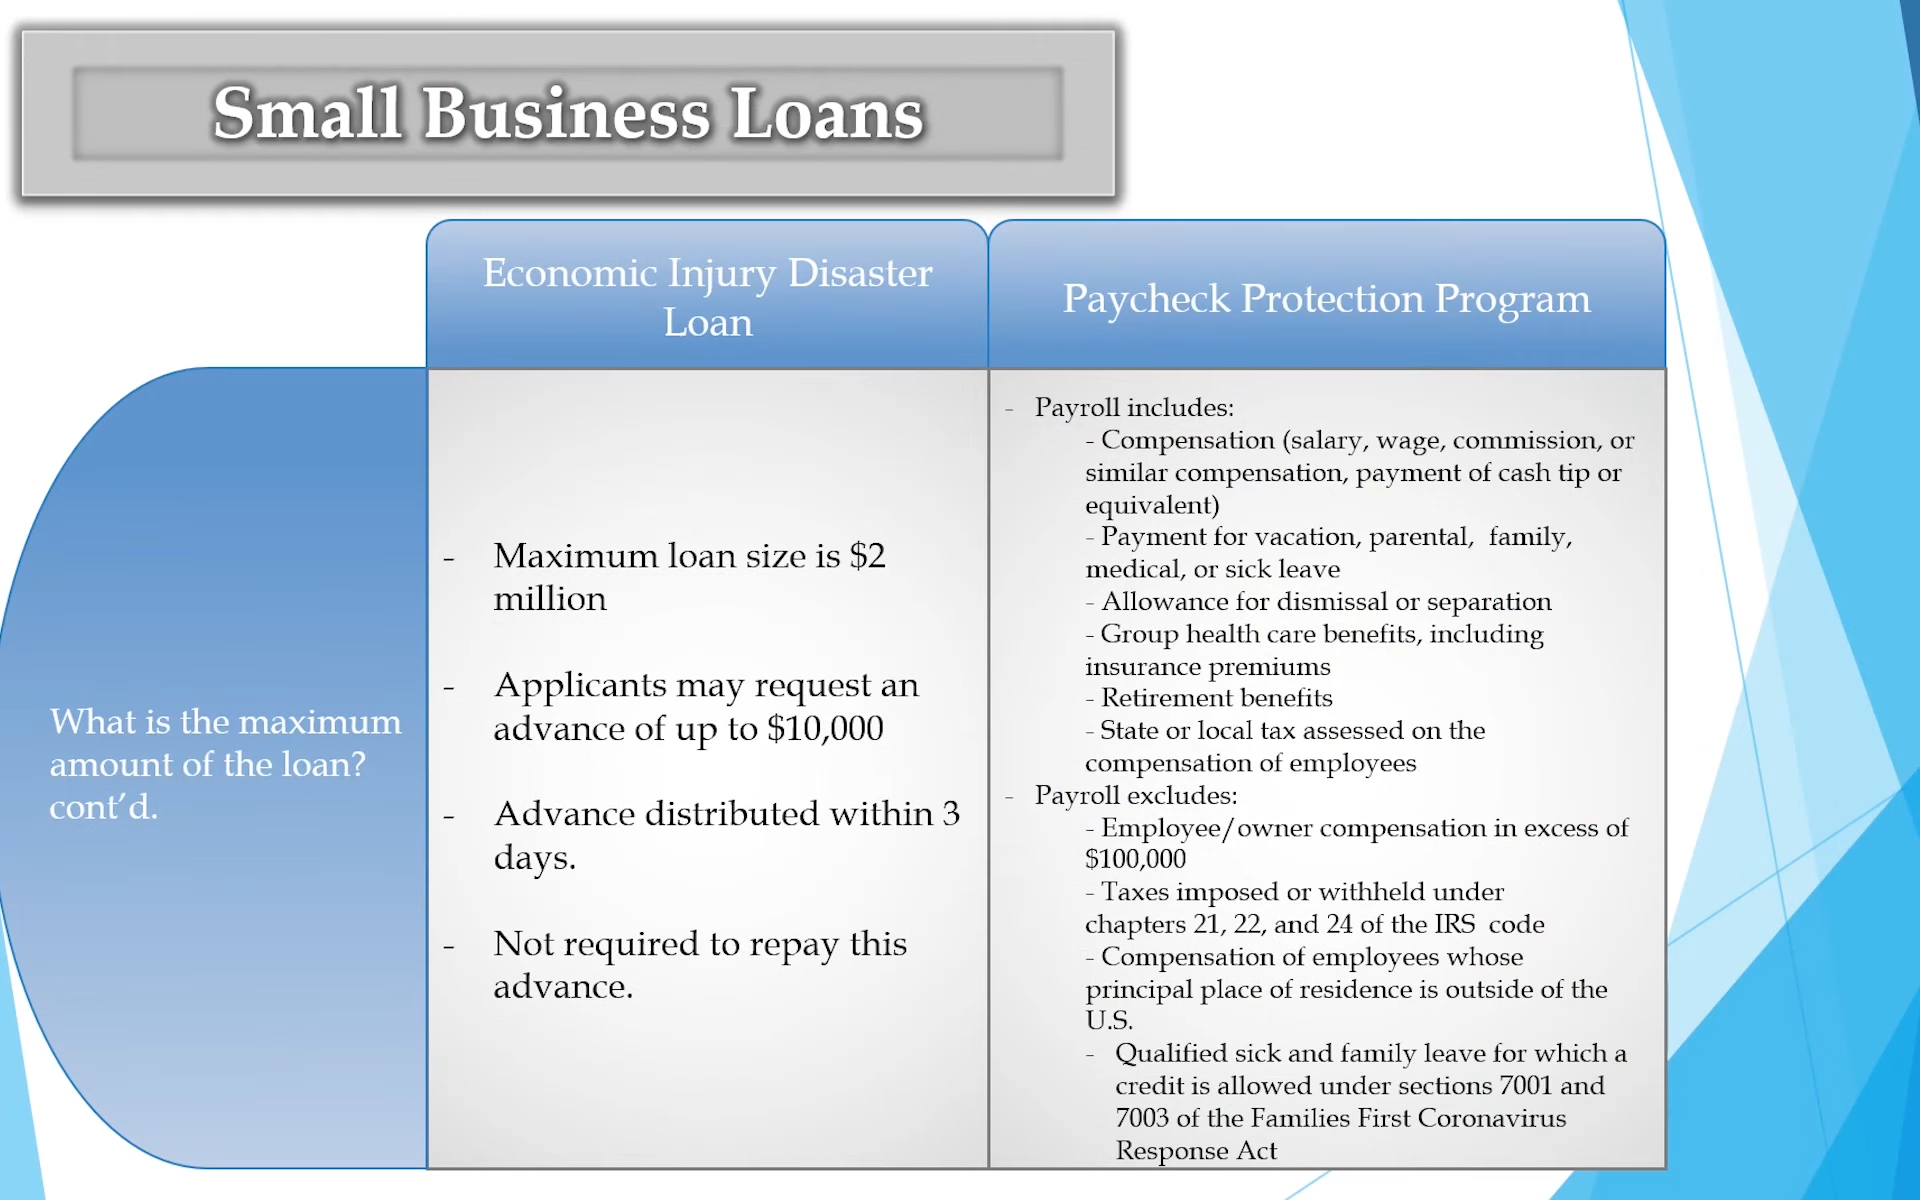 Small Business Loans
Economic Injury Disaster
Loan
Paycheck Protection Program
What is the maximum
amount of the loan?
cont’d.
- Maximum loan size is $2
million
- Applicants may request an
advance of up to $10,000
- Advance distributed within 3
days.
- Not required to repay this
advance.
- Payroll includes:
- Compensation (salary, wage, commission, or
similar compensation, payment of cash tip or
equivalent)
- Payment for vacation, parental, family,
medical, or sick leave
- Allowance for dismissal or separation
- Group health care benefits, including
insurance premiums
- Retirement benefits
- State or local tax assessed on the
compensation of employees
- Payroll excludes:
- Employee/owner compensation in excess of
$100,000
- Taxes imposed or withheld under
chapters 21, 22, and 24 of the IRS code
- Compensation of employees whose
principal place of residence is outside of the
U.S.
- Qualified sick and family leave for which a
credit is allowed under sections 7001 and
7003 of the Families First Coronavirus
Response Act